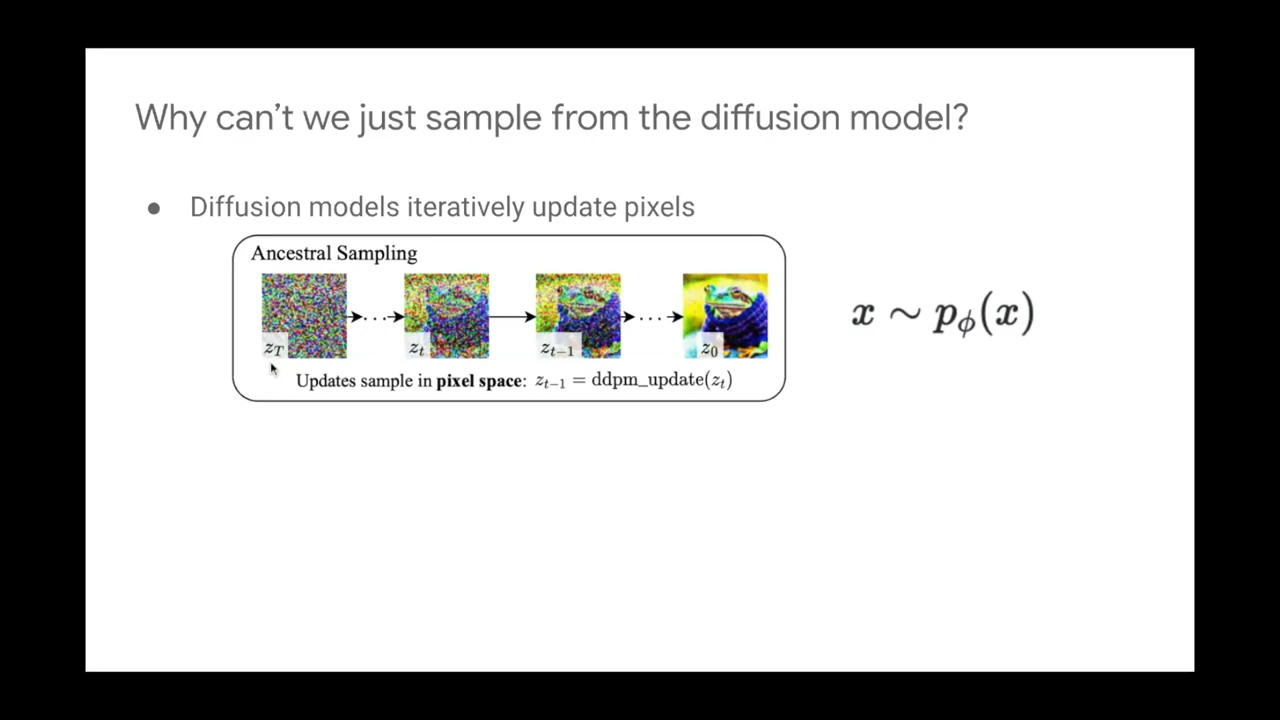 Why can't we just sample from the diffusion model?
● Diffusion models iteratively update pixels
Ancestral Sampling
z_T ... z_t z_{t-1} ... z_0
Updates sample in pixel space: z_{t-1} = ddpm_update(z_t)
x ∼ p_ϕ(x)